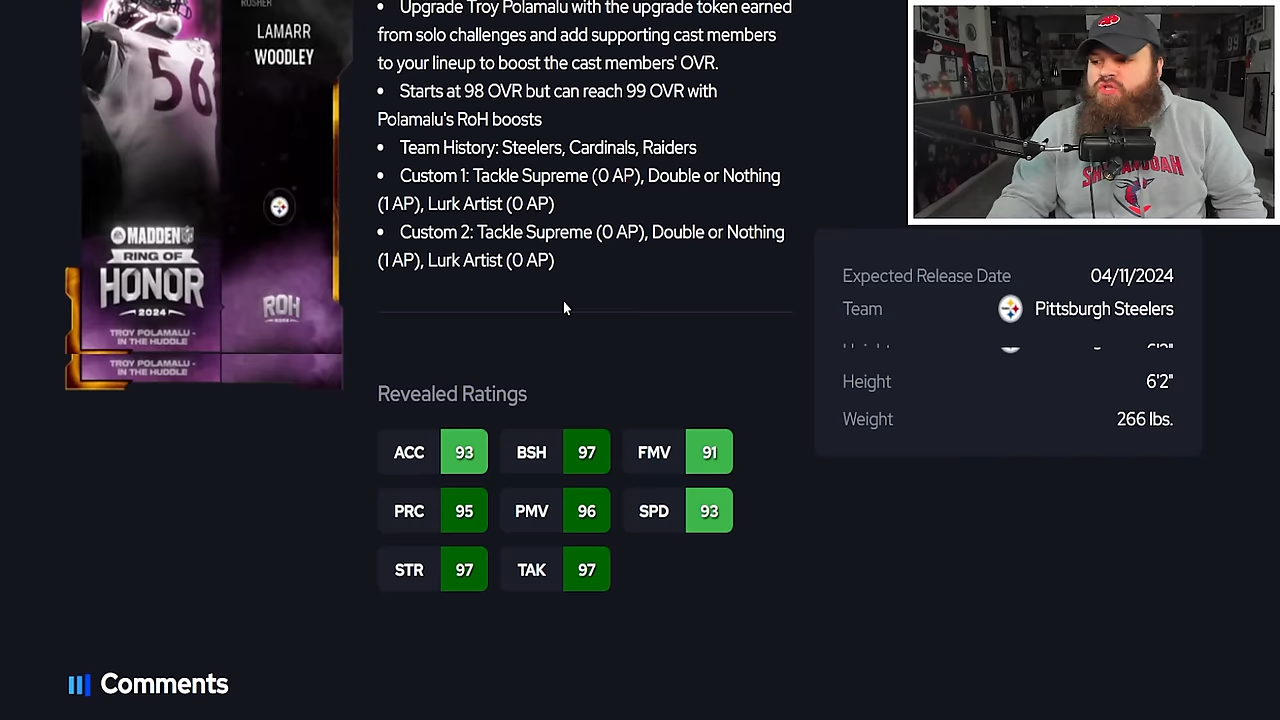 RUSHER
LAMARR
WOODLEY
56
MADDEN NFL
RING OF
HONOR
2024
TROY POLAMALU -
IN THE HUDDLE
TROY POLAMALU -
IN THE HUDDLE
ROH
• Upgrade Troy Polamalu with the upgrade token earned
from solo challenges and add supporting cast members
to your lineup to boost the cast members' OVR.
• Starts at 98 OVR but can reach 99 OVR with
Polamalu's RoH boosts
• Team History: Steelers, Cardinals, Raiders
• Custom 1: Tackle Supreme (0 AP), Double or Nothing
(1 AP), Lurk Artist (0 AP)
• Custom 2: Tackle Supreme (0 AP), Double or Nothing
(1 AP), Lurk Artist (0 AP)
Revealed Ratings
ACC 93 BSH 97 FMV 91
PRC 95 PMV 96 SPD 93
STR 97 TAK 97
Expected Release Date 04/11/2024
Team Pittsburgh Steelers
Height 6'2"
Weight 266 lbs.
99
Comments